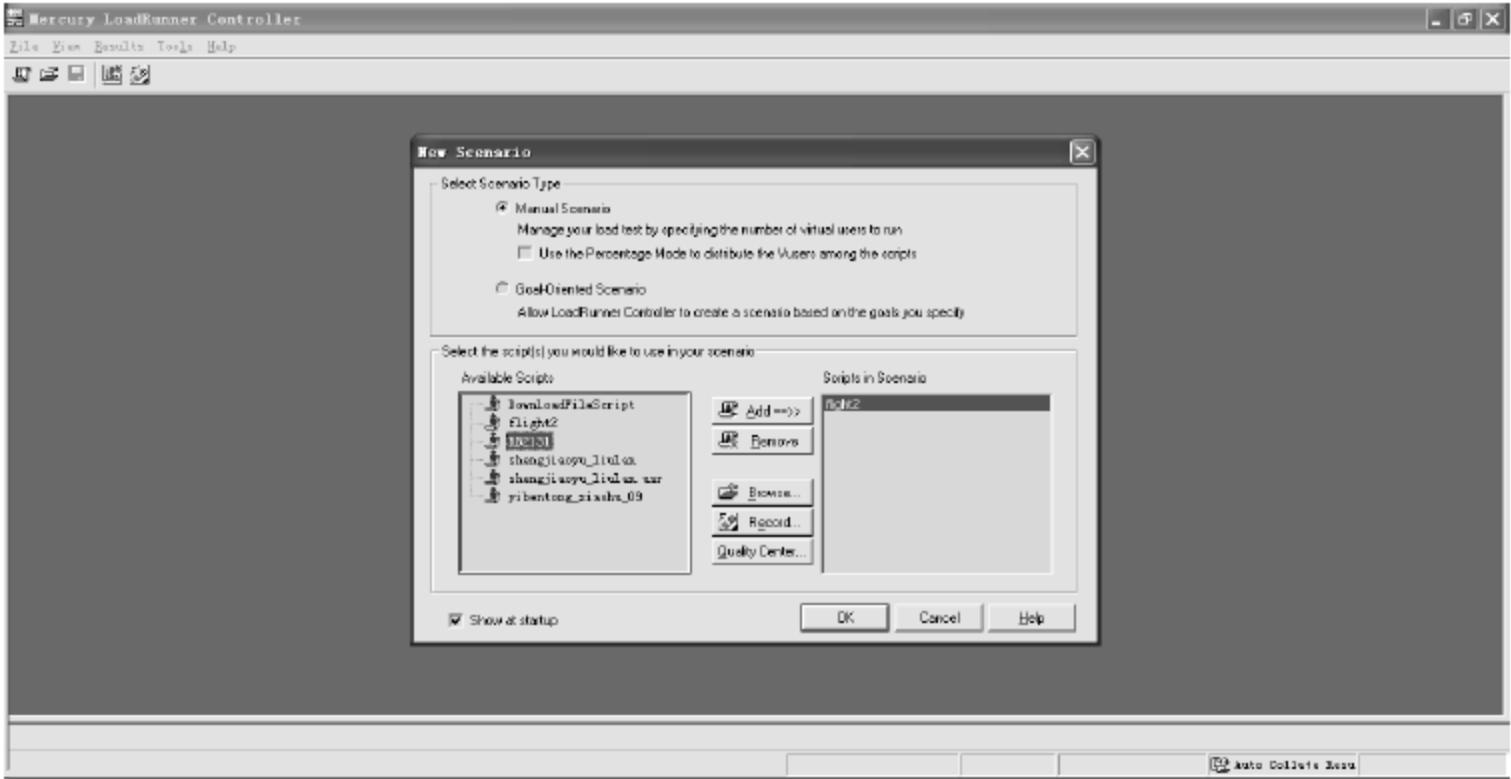 Mercury LoadRunner Controller
File View Results Tools Help
New Scenario
Select Scenario Type
Manual Scenario
Manage your load test by specifying the number of virtual users to run
Use the Percentage Mode to distribute the Vusers among the scripts
Goal-Oriented Scenario
Allow LoadRunner Controller to create a scenario based on the goals you specify
Select the script(s) you would like to use in your scenario
Available Scripts
DownloadFileScript
flight2
shengjiaoyu_liulan
shengjiaoyu_liulan.usr
Add ==>>
Remove
Browse...
Record...
Quality Center...
Scripts in Scenario
flight2
Show at startup
OK
Cancel
Help
Auto Collate Resu